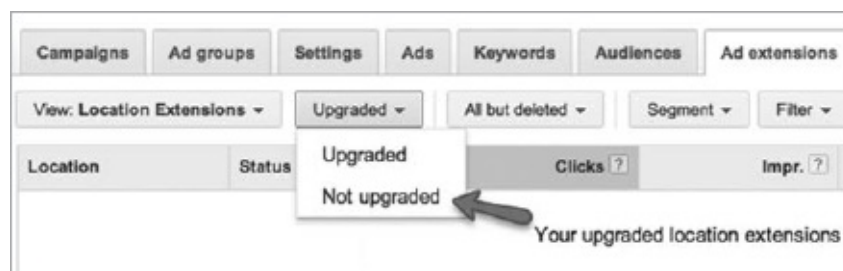 Campaigns Ad groups Settings Ads Keywords Audiences Ad extensions
View: Location Extensions Upgraded All but deleted Segment Filter
Location Status Clicks ? Impr. ?
Upgraded
Not upgraded
Your upgraded location extensions